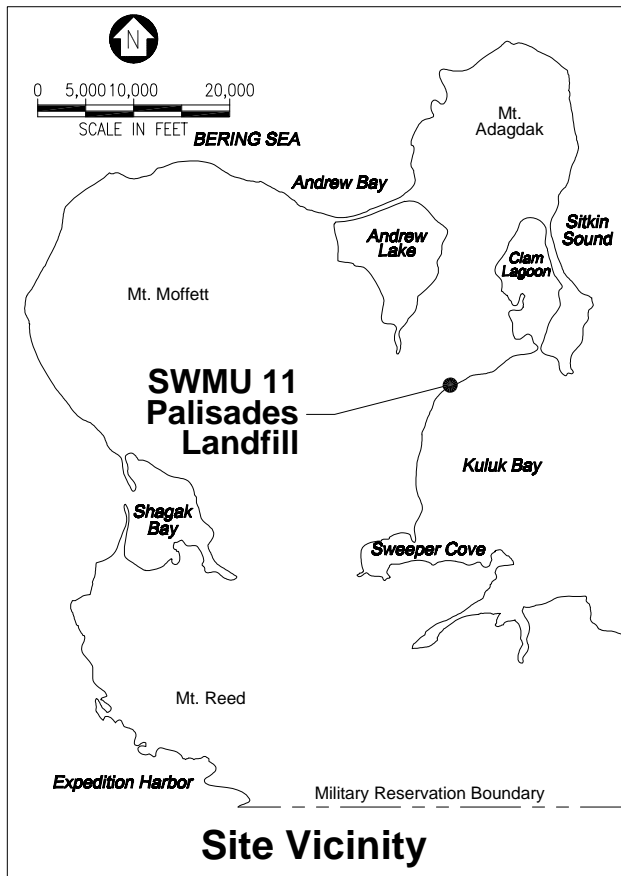 N
0 5,000 10,000 20,000
SCALE IN FEET
BERING SEA
Mt.
Adagdak
Andrew Bay
Andrew
Lake
Sitkin
Sound
Clam
Lagoon
Mt. Moffett
SWMU 11
Palisades
Landfill
Kuluk Bay
Shagak
Bay
Sweeper Cove
Mt. Reed
Expedition Harbor
Military Reservation Boundary
Site Vicinity